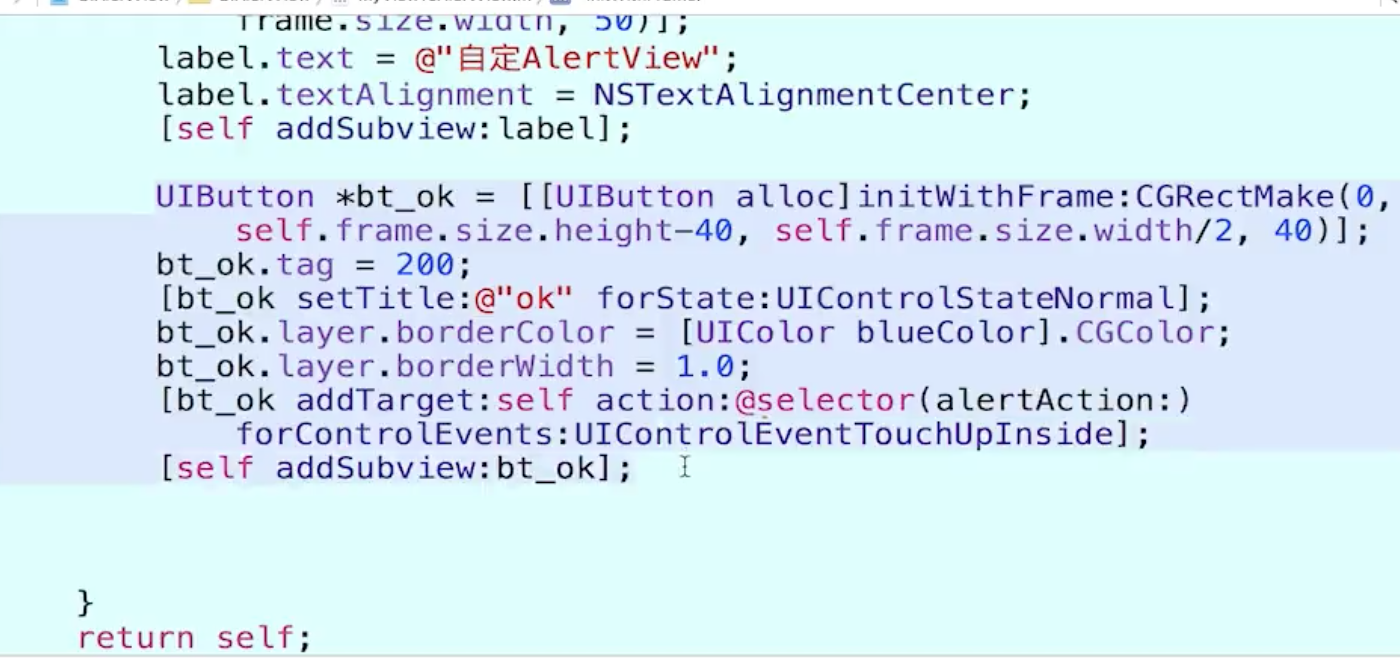 frame.size.width, 50)];
label.text = @"自定AlertView";
label.textAlignment = NSTextAlignmentCenter;
[self addSubview:label];
UIButton *bt_ok = [[UIButton alloc]initWithFrame:CGRectMake(0,
self.frame.size.height-40, self.frame.size.width/2, 40)];
bt_ok.tag = 200;
[bt_ok setTitle:@"ok" forState:UIControlStateNormal];
bt_ok.layer.borderColor = [UIColor blueColor].CGColor;
bt_ok.layer.borderWidth = 1.0;
[bt_ok addTarget:self action:@selector(alertAction:)
forControlEvents:UIControlEventTouchUpInside];
[self addSubview:bt_ok];
}
return self;